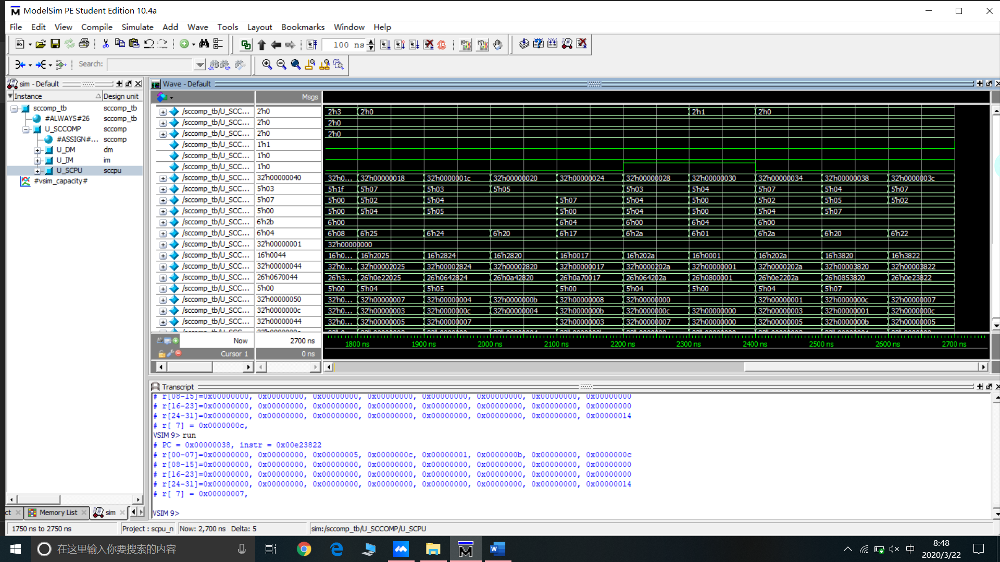 ModelSim PE Student Edition 10.4a
File Edit View Compile Simulate Add Wave Tools Layout Bookmarks Window Help
100 ns
Search:
sim - Default
Instance Design unit
sccomp_tb sccomp_tb
#ALWAYS#26 sccomp_tb
U_SCCOMP sccomp
#ASSIGN#... sccomp
U_DM dm
U_IM im
U_SCPU sccpu
#vsim_capacity#
Wave - Default
Msgs
/sccomp_tb/U_SCC... 2'h0 2'h3 2'h0 2'h1 2'h0
/sccomp_tb/U_SCC... 2'h0 2'h0
/sccomp_tb/U_SCC... 2'h0 2'h0
/sccomp_tb/U_SCC... 1'h1
/sccomp_tb/U_SCC... 1'h0
/sccomp_tb/U_SCC... 1'h0
/sccomp_tb/U_SCC... 32'h00000040 32'h0... 32'h00000018 32'h0000001c 32'h00000020 32'h00000024 32'h00000028 32'h00000030 32'h00000034 32'h00000038 32'h0000003c
/sccomp_tb/U_SCC... 5'h03 5'h1f 5'h07 5'h03 5'h05 5'h03 5'h04 5'h07 5'h04 5'h07
/sccomp_tb/U_SCC... 5'h07 5'h00 5'h02 5'h04 5'h07 5'h04 5'h00 5'h02 5'h05 5'h02
/sccomp_tb/U_SCC... 5'h00 5'h00 5'h04 5'h05 5'h00 5'h04 5'h00 5'h04 5'h07
/sccomp_tb/U_SCC... 6'h2b 6'h00 6'h04 6'h00 6'h04 6'h00
/sccomp_tb/U_SCC... 6'h04 6'h08 6'h25 6'h24 6'h20 6'h17 6'h2a 6'h01 6'h2a 6'h20 6'h22
/sccomp_tb/U_SCC... 32'h00000001 32'h00000000
/sccomp_tb/U_SCC... 16'h0044 16'h0... 16'h2025 16'h2824 16'h2820 16'h0017 16'h202a 16'h0001 16'h202a 16'h3820 16'h3822
/sccomp_tb/U_SCC... 32'h00000044 32'h0... 32'h00002025 32'h00002824 32'h00002820 32'h00000017 32'h0000202a 32'h00000001 32'h0000202a 32'h00003820 32'h00003822
/sccomp_tb/U_SCC... 26'h0670044 26'h3... 26'h0e22025 26'h0642824 26'h0a42820 26'h0a70017 26'h064202a 26'h0800001 26'h0e2202a 26'h0853820 26'h0e23822
/sccomp_tb/U_SCC... 5'h00 5'h00 5'h04 5'h05 5'h00 5'h04 5'h00 5'h04 5'h07
/sccomp_tb/U_SCC... 32'h00000050 32'h0... 32'h00000007 32'h00000004 32'h0000000b 32'h00000008 32'h00000000 32'h00000001 32'h0000000c 32'h00000007
/sccomp_tb/U_SCC... 32'h0000000c 32'h0... 32'h00000003 32'h0000000c 32'h00000004 32'h0000000b 32'h0000000c 32'h00000000 32'h00000003 32'h00000001 32'h0000000c
/sccomp_tb/U_SCC... 32'h00000044 32'h0... 32'h00000005 32'h00000007 32'h00000003 32'h00000007 32'h00000000 32'h00000005 32'h0000000b 32'h00000005
Now 2700 ns
1800 ns 1900 ns 2000 ns 2100 ns 2200 ns 2300 ns 2400 ns 2500 ns 2600 ns 2700 ns
Cursor 1 0 ns
Transcript
# r[08-15]=0x00000000, 0x00000000, 0x00000000, 0x00000000, 0x00000000, 0x00000000, 0x00000000, 0x00000000
# r[16-23]=0x00000000, 0x00000000, 0x00000000, 0x00000000, 0x00000000, 0x00000000, 0x00000000, 0x00000000
# r[24-31]=0x00000000, 0x00000000, 0x00000000, 0x00000000, 0x00000000, 0x00000000, 0x00000000, 0x00000014
# r[ 7] = 0x0000000c,
VSIM 9> run
# PC = 0x00000038, instr = 0x00e23822
# r[00-07]=0x00000000, 0x00000000, 0x00000005, 0x0000000c, 0x00000001, 0x0000000b, 0x00000000, 0x0000000c
# r[08-15]=0x00000000, 0x00000000, 0x00000000, 0x00000000, 0x00000000, 0x00000000, 0x00000000, 0x00000000
# r[16-23]=0x00000000, 0x00000000, 0x00000000, 0x00000000, 0x00000000, 0x00000000, 0x00000000, 0x00000000
# r[24-31]=0x00000000, 0x00000000, 0x00000000, 0x00000000, 0x00000000, 0x00000000, 0x00000000, 0x00000014
# r[ 7] = 0x00000007,
VSIM 9>
ct Memory List sim
1750 ns to 2750 ns Project : scpu_n Now: 2,700 ns Delta: 5 sim:/sccomp_tb/U_SCCOMP/U_SCPU
在这里输入你要搜索的内容
中
8:48
2020/3/22